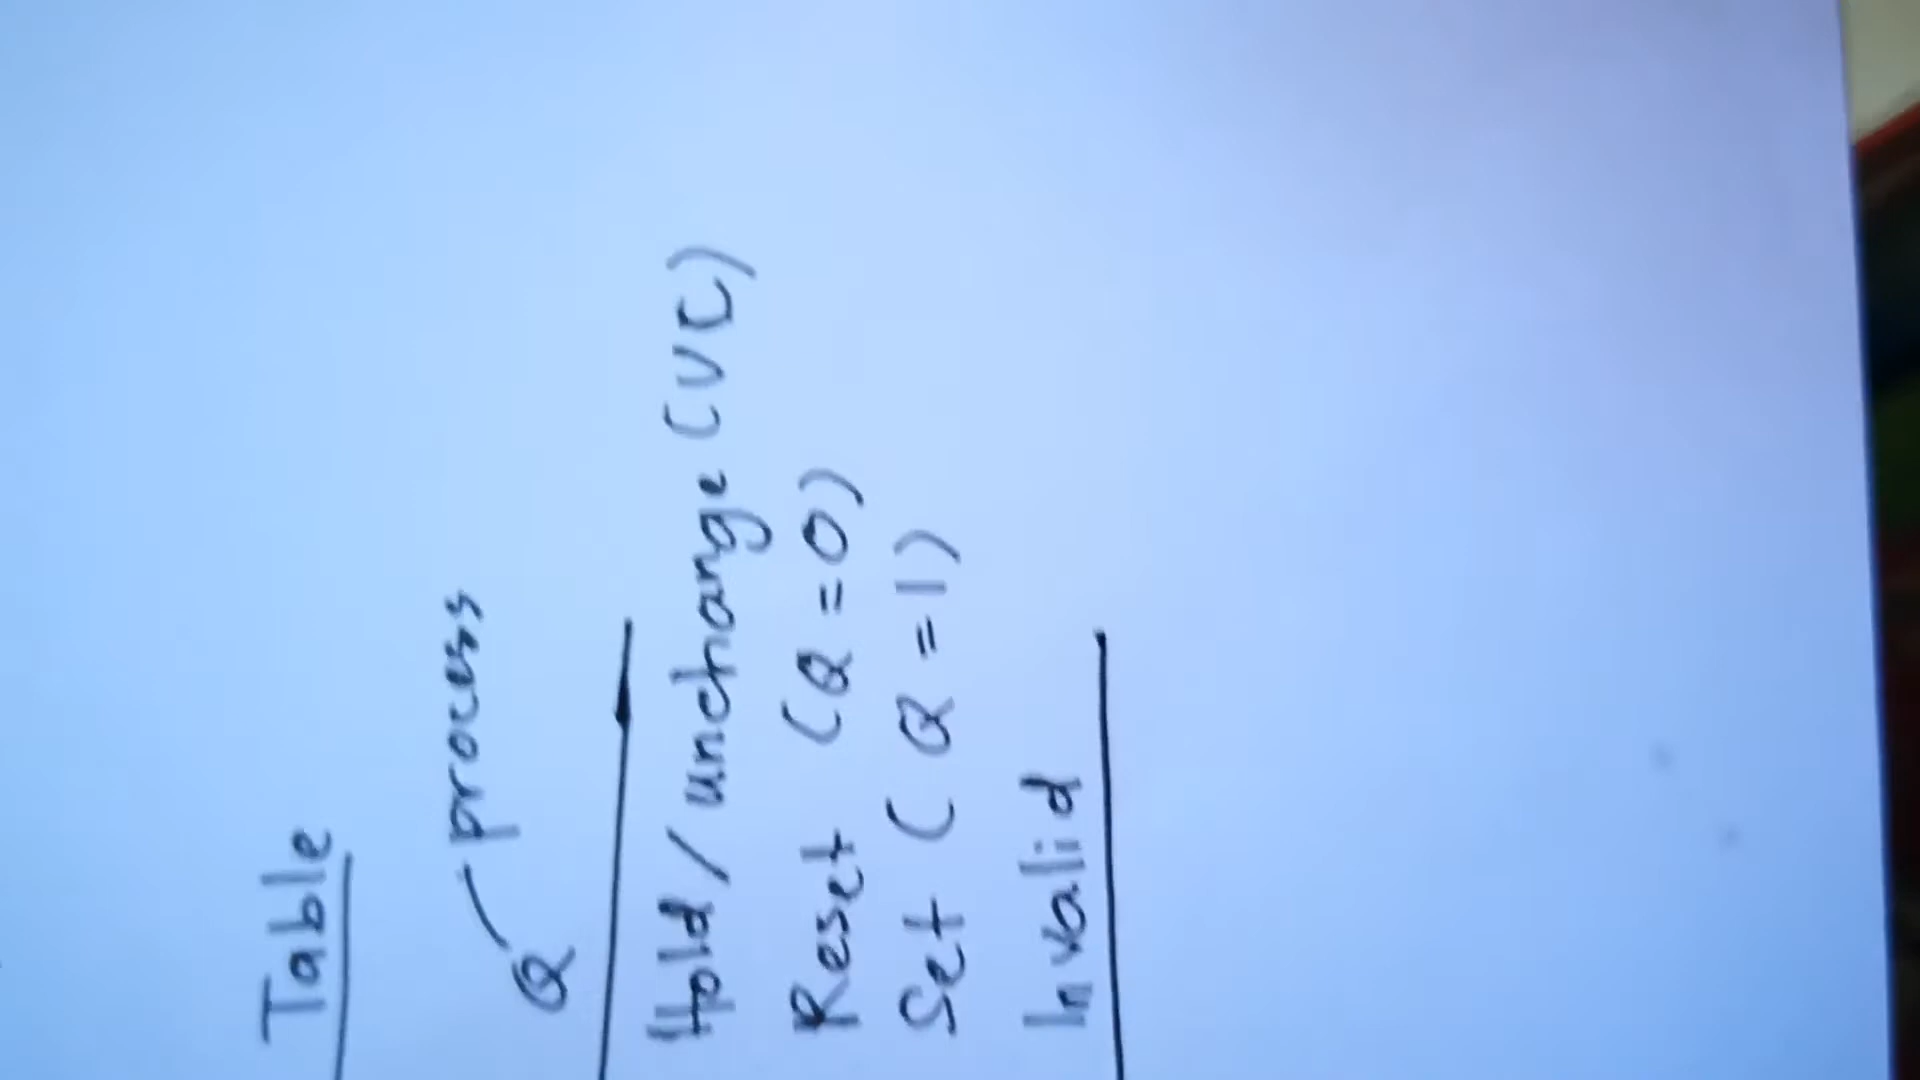 Table
Q process
Hold/unchange (UC)
Reset (Q=0)
Set (Q=1)
Invalid